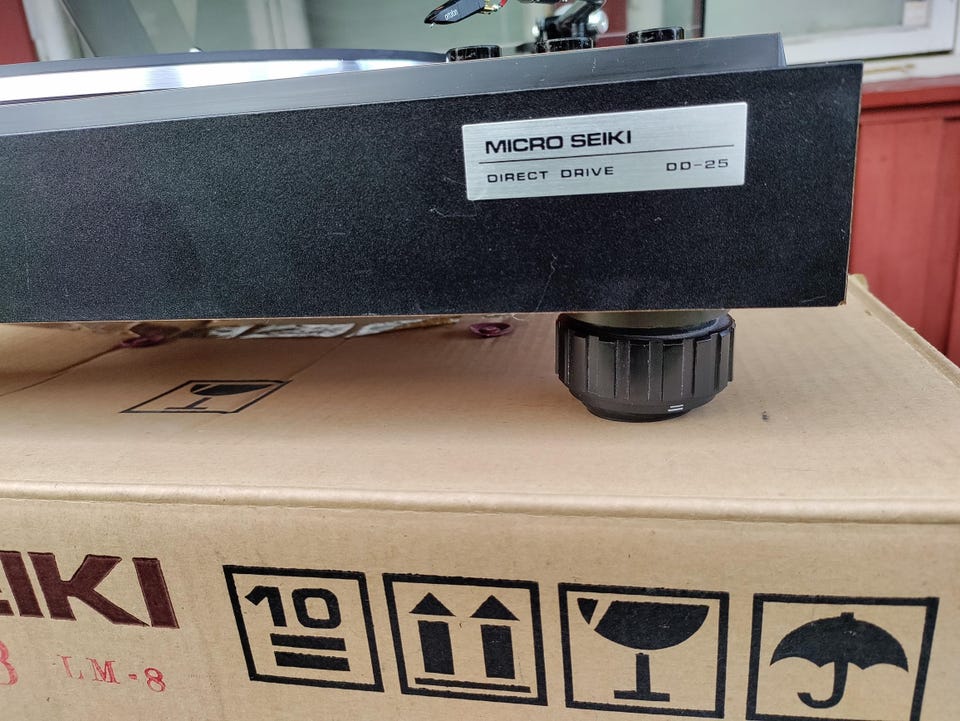 MICRO SEIKI
DIRECT DRIVE DD-25
EIKI
LM-8
10